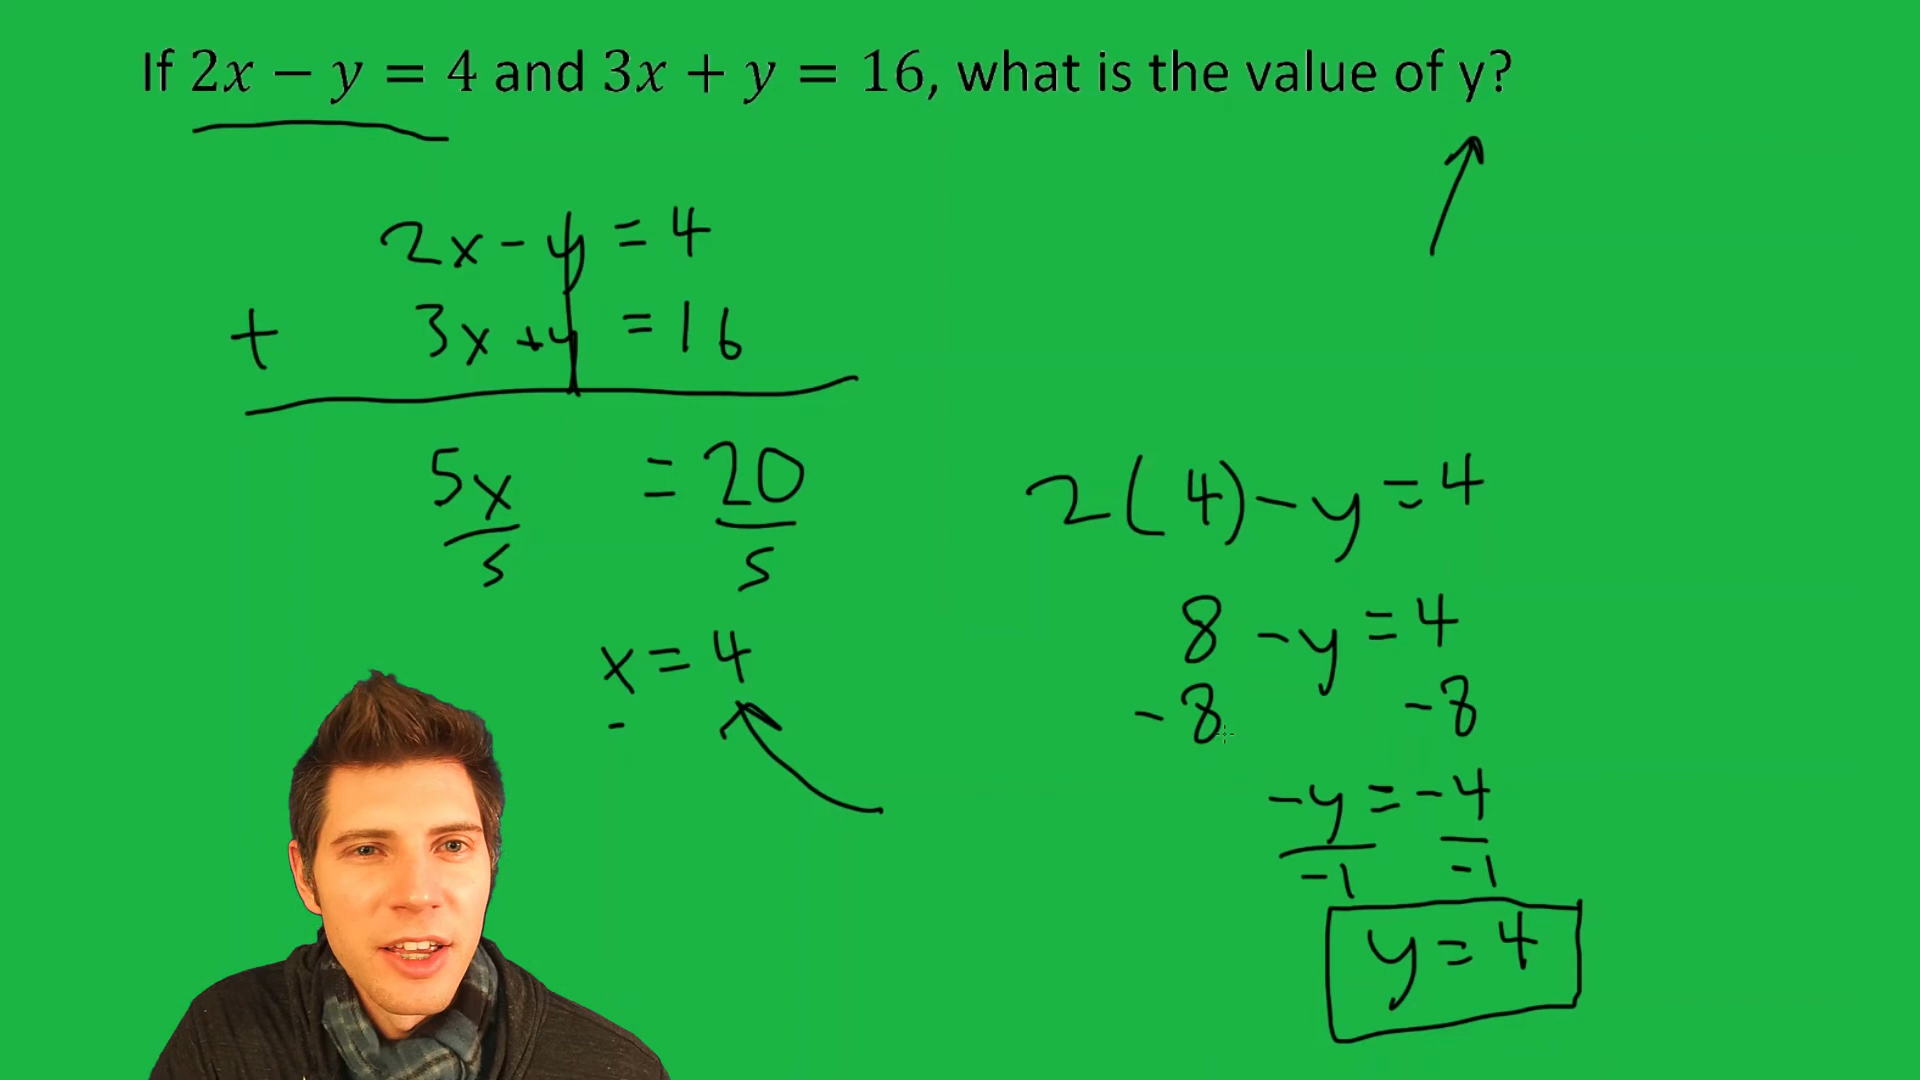 If 2x − y = 4 and 3x + y = 16, what is the value of y?
2x - y = 4
+ 3x + y = 16
5x = 20
5 5
x = 4
2(4) - y = 4
8 - y = 4
-8 -8
-y = -4
-1 -1
y = 4